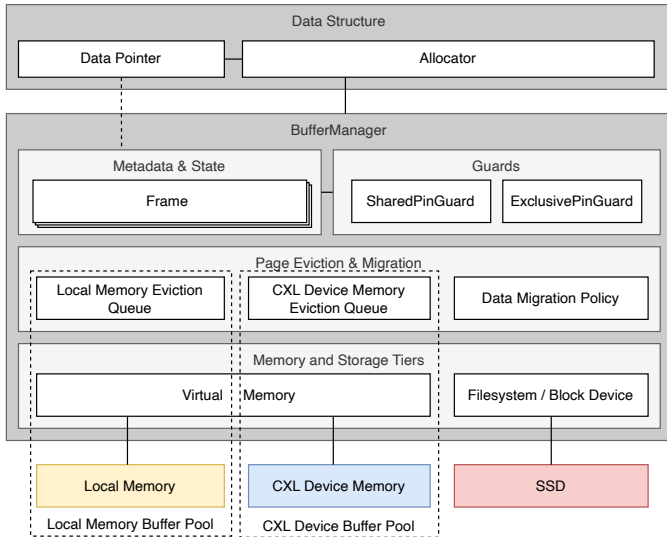 Data Structure
Data Pointer
Allocator
BufferManager
Metadata & State
Frame
Guards
SharedPinGuard
ExclusivePinGuard
Page Eviction & Migration
Local Memory Eviction
Queue
CXL Device Memory
Eviction Queue
Data Migration Policy
Memory and Storage Tiers
Virtual Memory
Filesystem / Block Device
Local Memory
CXL Device Memory
SSD
Local Memory Buffer Pool
CXL Device Buffer Pool